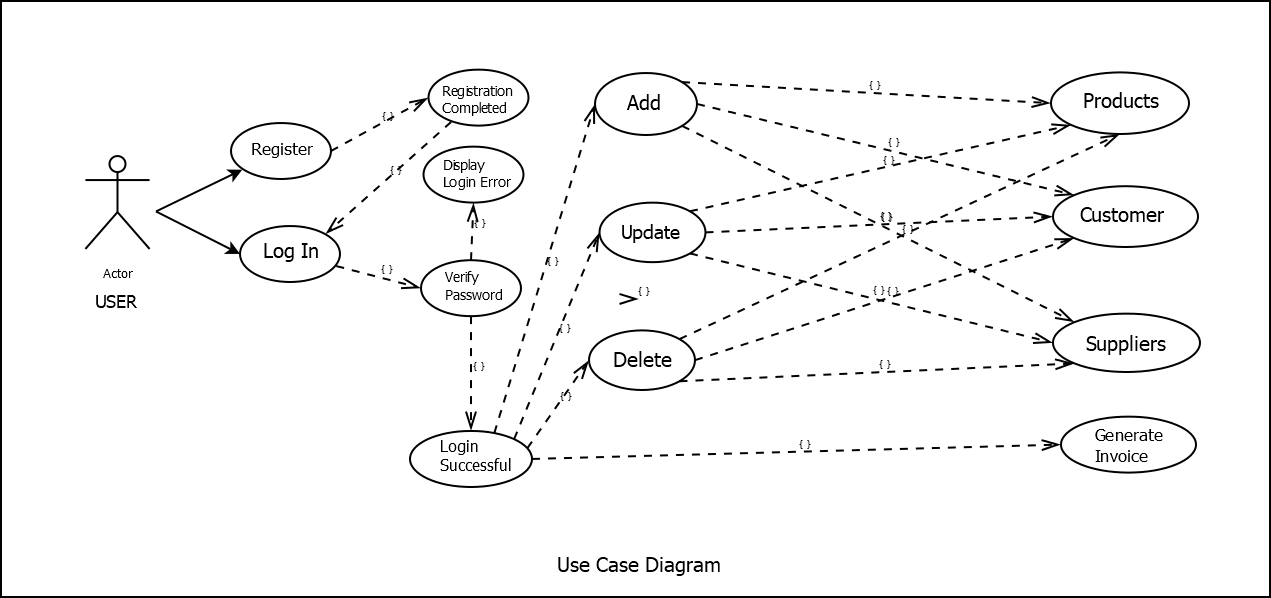 Registration
Completed
{ }
Register
Display
Login Error
{ }
{ }
Log In
Verify
Password
{ }
{ }
Login
Successful
Actor
USER
Add
Update
Delete
{ }
{ }
{ }
{ }
{ }
{ }
{ }
{ }
{ }
{ }
{ }
{ }
{ }
{ }
Products
Customer
Suppliers
Generate
Invoice
Use Case Diagram